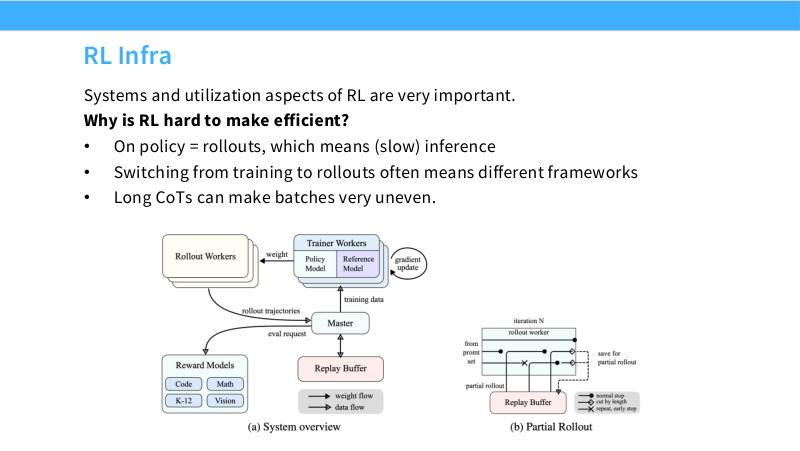 RL Infra
Systems and utilization aspects of RL are very important.
Why is RL hard to make efficient?
• On policy = rollouts, which means (slow) inference
• Switching from training to rollouts often means different frameworks
• Long CoTs can make batches very uneven.
Rollout Workers
weight
Trainer Workers
Policy
Model
Reference
Model
gradient
update
rollout trajectories
training data
Master
eval request
Reward Models
Code
Math
K-12
Vision
Replay Buffer
weight flow
data flow
(a) System overview
iteration N
rollout worker
from
promt
set
save for
partial rollout
partial rollout
Replay Buffer
normal stop
cut by length
repeat, early stop
(b) Partial Rollout